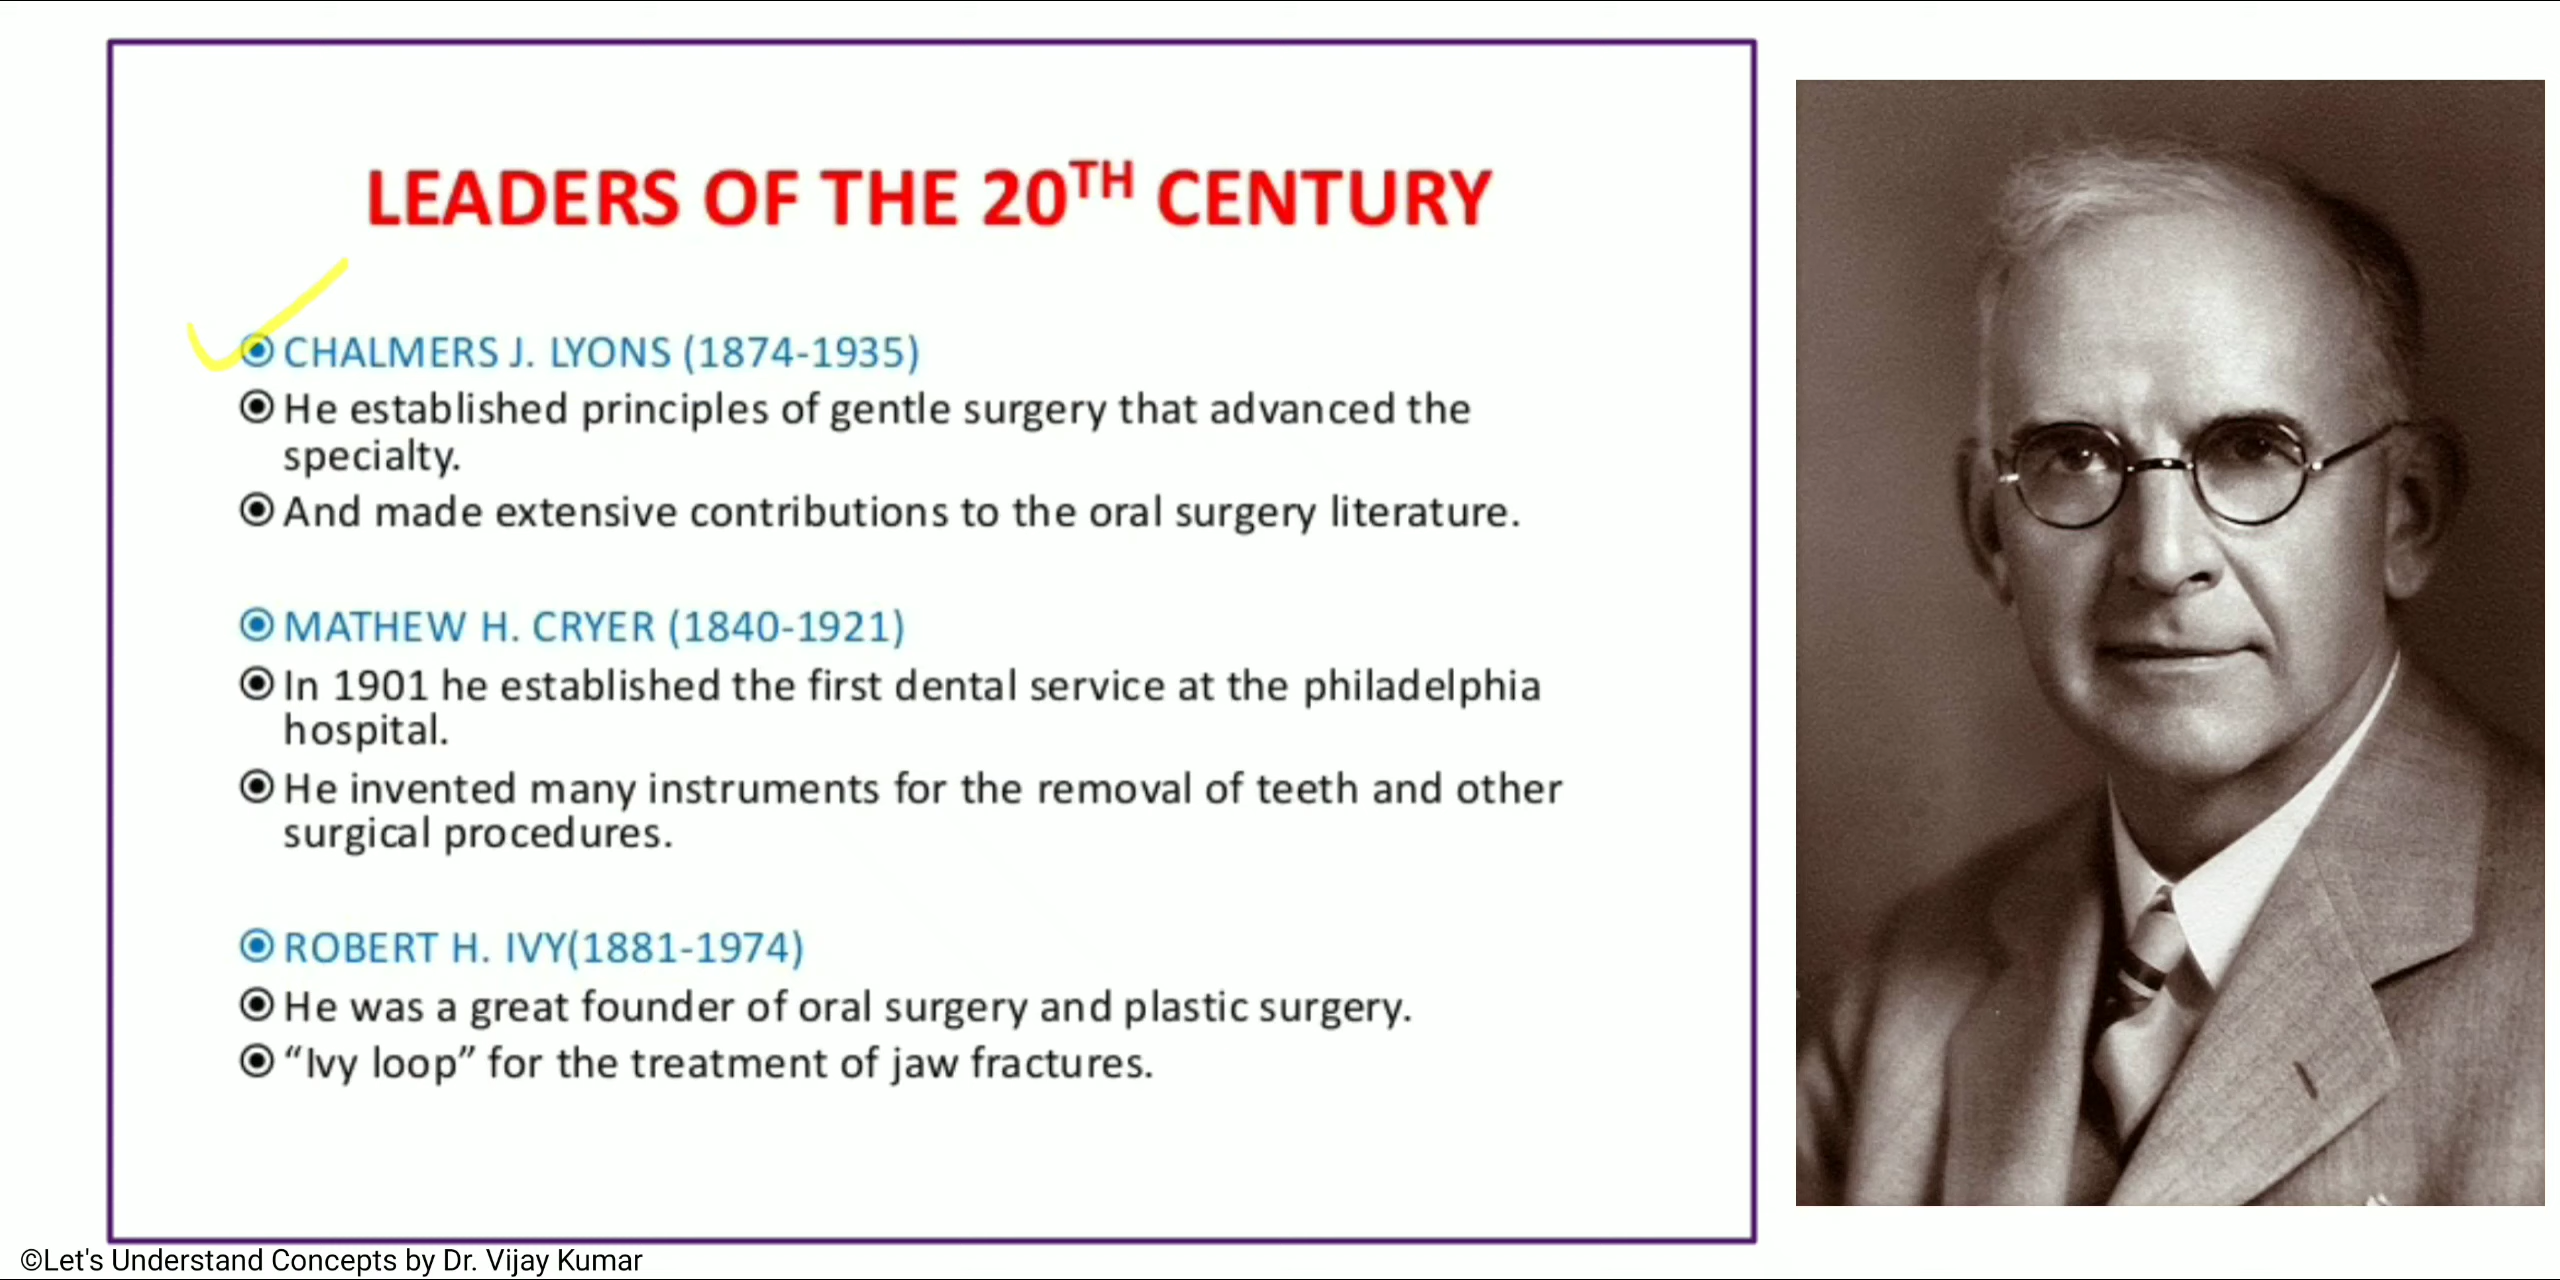 LEADERS OF THE 20TH CENTURY
CHALMERS J. LYONS (1874-1935)
He established principles of gentle surgery that advanced the
specialty.
And made extensive contributions to the oral surgery literature.
MATHEW H. CRYER (1840-1921)
In 1901 he established the first dental service at the philadelphia
hospital.
He invented many instruments for the removal of teeth and other
surgical procedures.
ROBERT H. IVY(1881-1974)
He was a great founder of oral surgery and plastic surgery.
“Ivy loop” for the treatment of jaw fractures.
©Let's Understand Concepts by Dr. Vijay Kumar